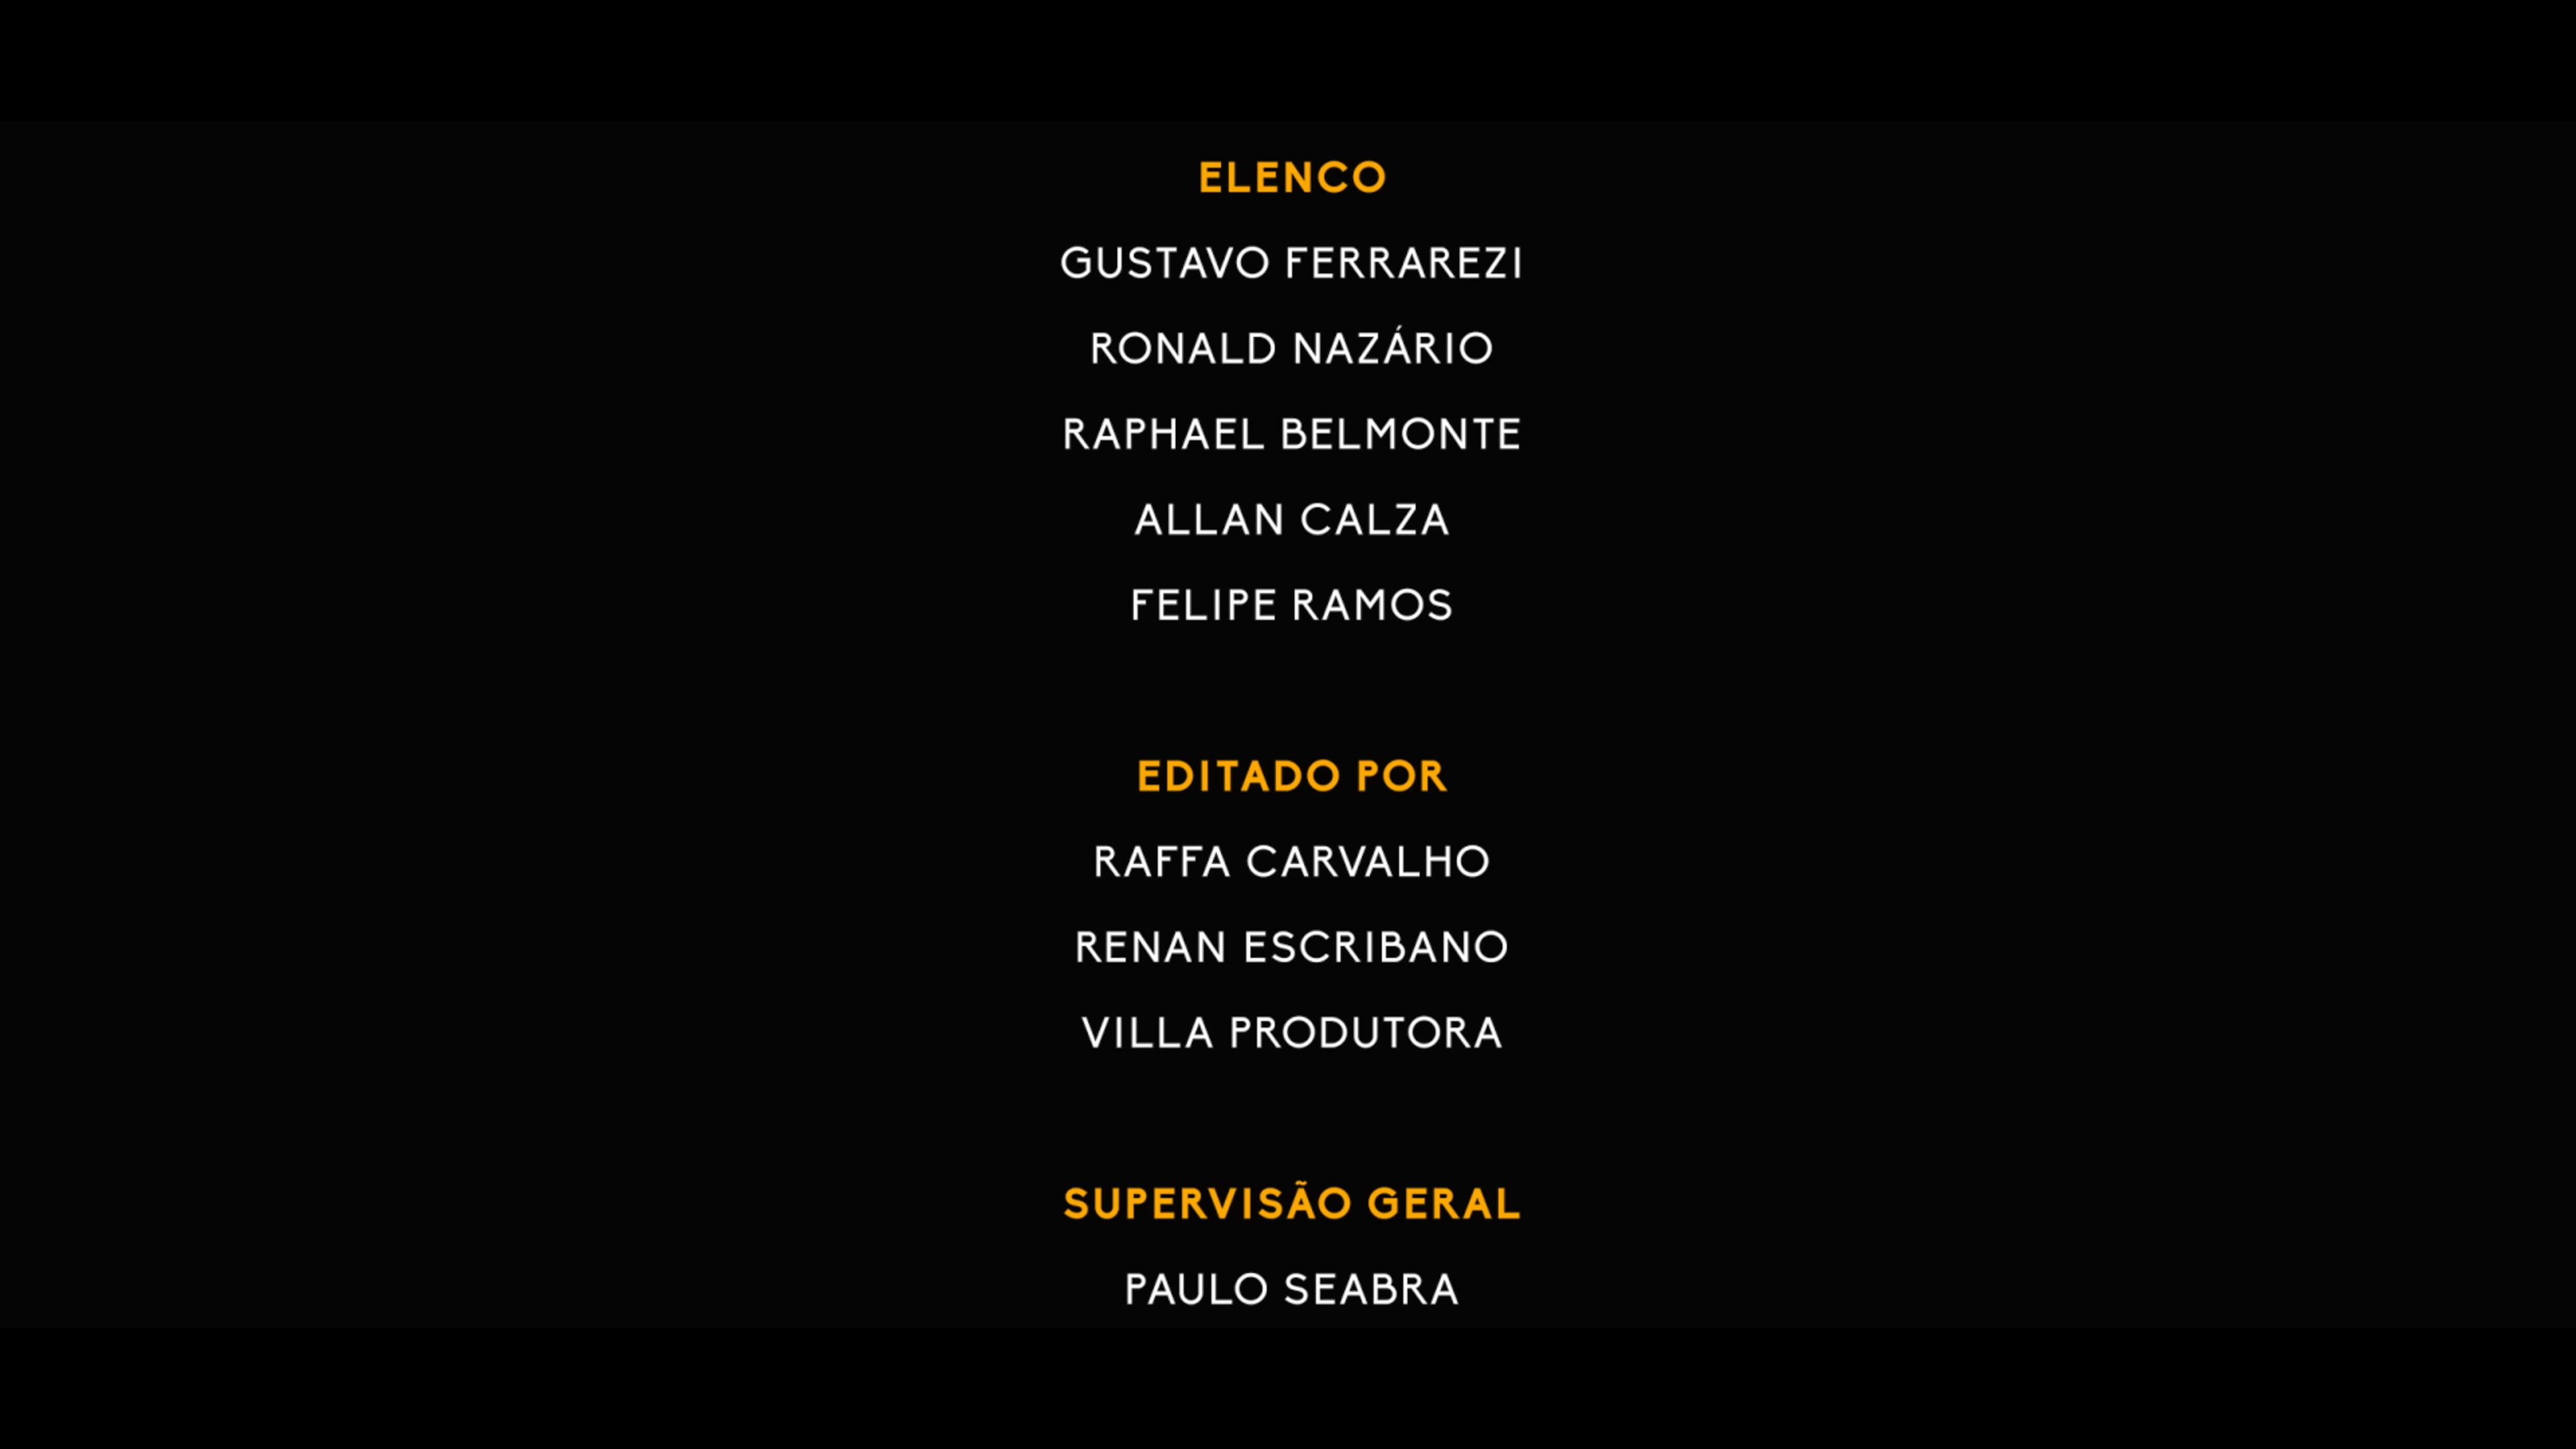 ELENCO
GUSTAVO FERRAREZI
RONALD NAZÁRIO
RAPHAEL BELMONTE
ALLAN CALZA
FELIPE RAMOS
EDITADO POR
RAFFA CARVALHO
RENAN ESCRIBANO
VILLA PRODUTORA
SUPERVISÃO GERAL
PAULO SEABRA